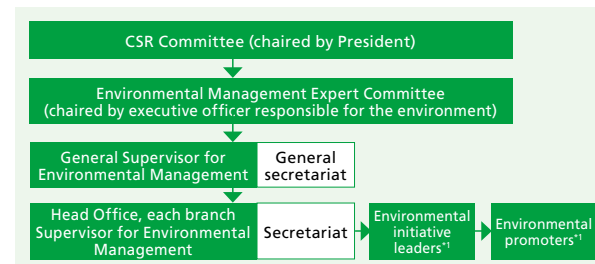 CSR Committee (chaired by President)
Environmental Management Expert Committee
(chaired by executive officer responsible for the environment)
General Supervisor for
Environmental Management
General
secretariat
Head Office, each branch
Supervisor for Environmental
Management
Secretariat
Environmental
initiative
leaders*1
Environmental
promoters*1